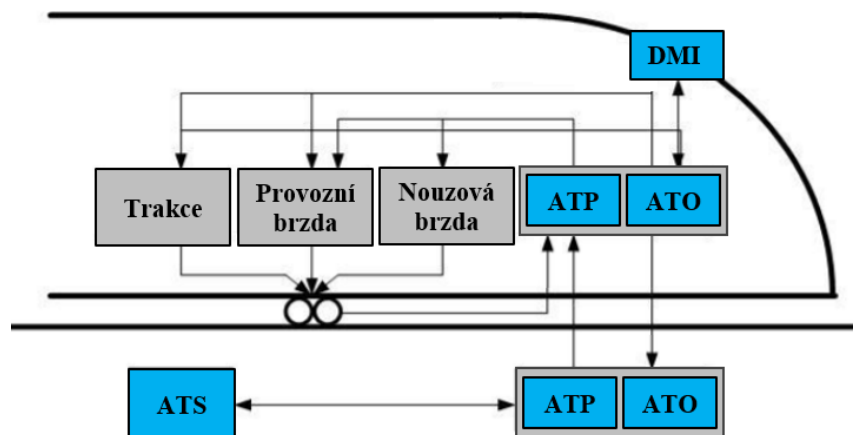 DMI
Trakce
Provozní
brzda
Nouzová
brzda
ATP
ATO
ATS
ATP
ATO